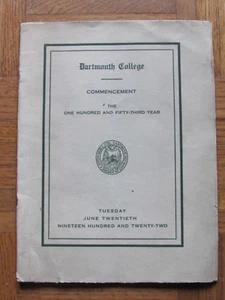 Dartmouth College
COMMENCEMENT
THE
ONE HUNDRED AND FIFTY-THIRD YEAR
TUESDAY
JUNE TWENTIETH
NINETEEN HUNDRED AND TWENTY-TWO